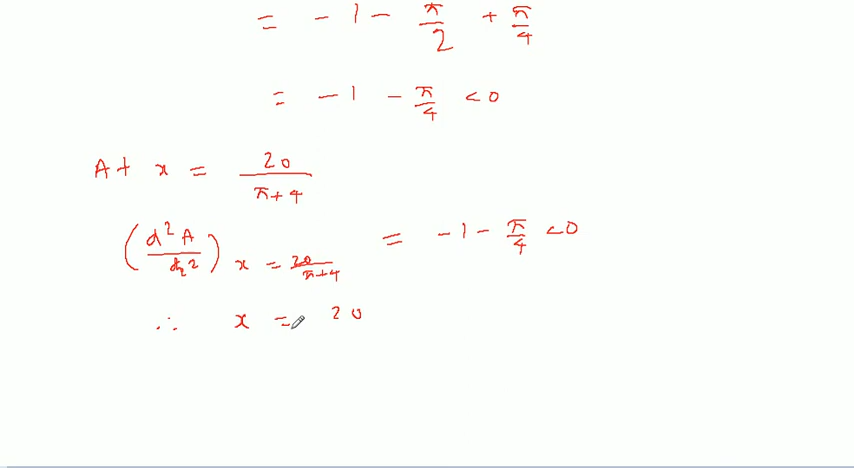 = - 1 - π/2 + π/4
= - 1 - π/4 < 0
At x = 20/(π+4)
(d²A/dx²) x = 20/(π+4) = - 1 - π/4 < 0
∴ x = 20